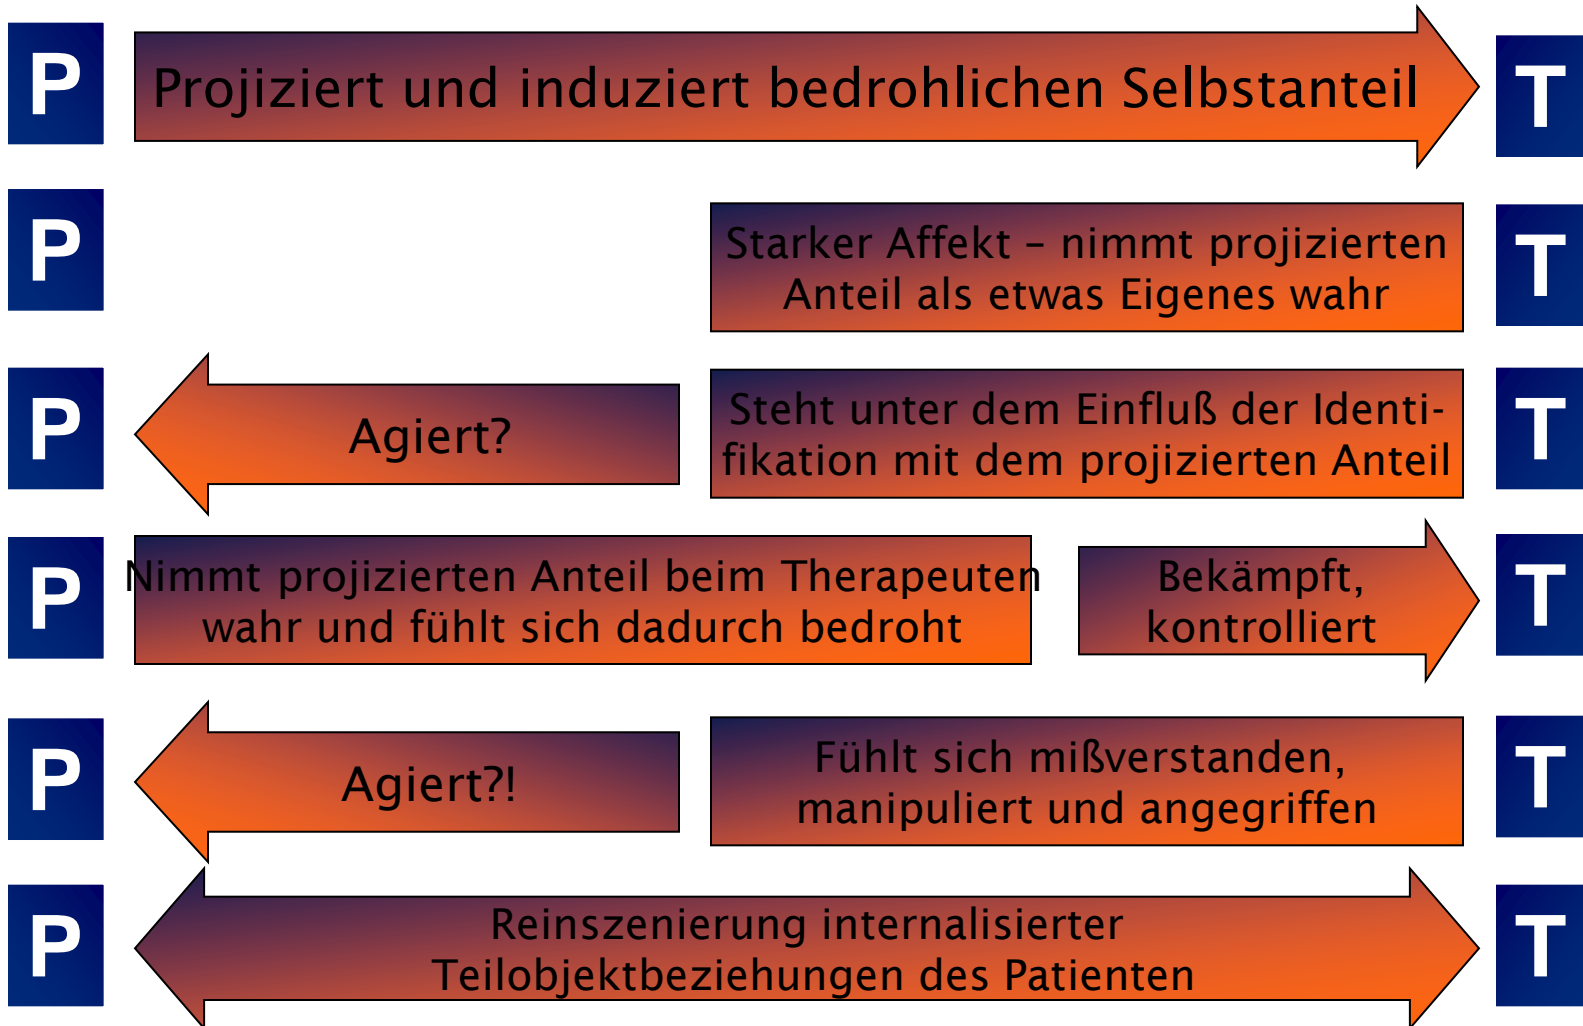 P
Projiziert und induziert bedrohlichen Selbstanteil
T
P
Starker Affekt – nimmt projizierten
Anteil als etwas Eigenes wahr
T
P
Agiert?
Steht unter dem Einfluß der Identi-
fikation mit dem projizierten Anteil
T
P
Nimmt projizierten Anteil beim Therapeuten
wahr und fühlt sich dadurch bedroht
Bekämpft,
kontrolliert
T
P
Agiert?!
Fühlt sich mißverstanden,
manipuliert und angegriffen
T
P
Reinszenierung internalisierter
Teilobjektbeziehungen des Patienten
T